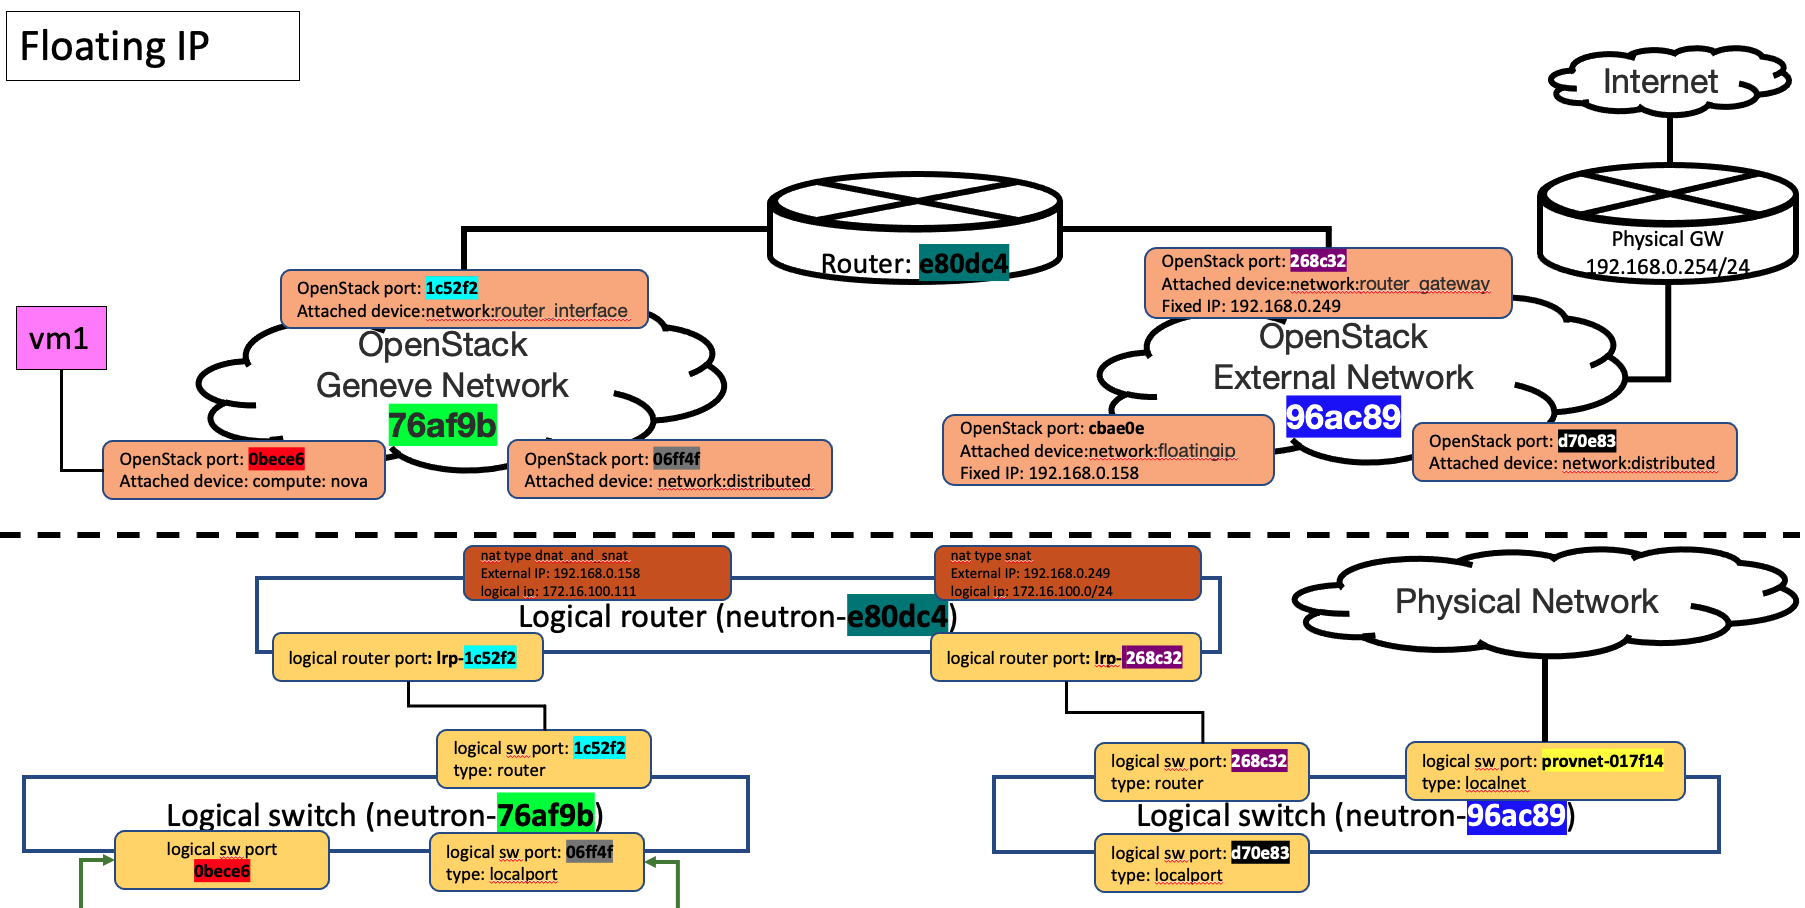 Floating IP
Internet
Physical GW
192.168.0.254/24
Router: e80dc4
OpenStack port: 1c52f2
Attached device:network:router_interface
OpenStack port: 268c32
Attached device:network:router_gateway
Fixed IP: 192.168.0.249
vm1
OpenStack
Geneve Network
76af9b
OpenStack
External Network
96ac89
OpenStack port: 0bece6
Attached device: compute: nova
OpenStack port: 06ff4f
Attached device: network:distributed
OpenStack port: cbae0e
Attached device:network:floatingip
Fixed IP: 192.168.0.158
OpenStack port: d70e83
Attached device: network:distributed
nat type dnat_and_snat
External IP: 192.168.0.158
logical ip: 172.16.100.111
nat type snat
External IP: 192.168.0.249
logical ip: 172.16.100.0/24
Logical router (neutron-e80dc4)
Physical Network
logical router port: lrp-1c52f2
logical router port: lrp- 268c32
logical sw port: 1c52f2
type: router
logical sw port: 268c32
type: router
logical sw port: provnet-017f14
type: localnet
Logical switch (neutron-76af9b)
Logical switch (neutron-96ac89)
logical sw port
0bece6
logical sw port: 06ff4f
type: localport
logical sw port: d70e83
type: localport